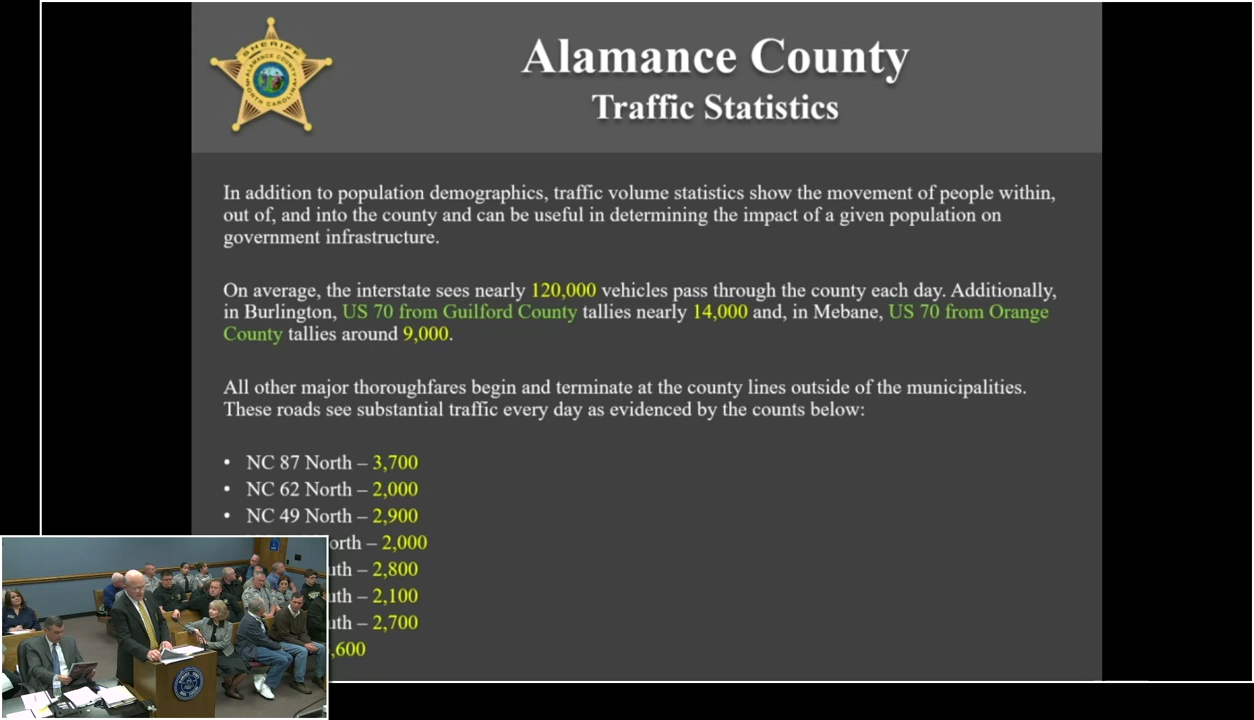 SHERIFF
ALAMANCE COUNTY
NORTH CAROLINA
Alamance County
Traffic Statistics
In addition to population demographics, traffic volume statistics show the movement of people within,
out of, and into the county and can be useful in determining the impact of a given population on
government infrastructure.
On average, the interstate sees nearly 120,000 vehicles pass through the county each day. Additionally,
in Burlington, US 70 from Guilford County tallies nearly 14,000 and, in Mebane, US 70 from Orange
County tallies around 9,000.
All other major thoroughfares begin and terminate at the county lines outside of the municipalities.
These roads see substantial traffic every day as evidenced by the counts below:
• NC 87 North – 3,700
• NC 62 North – 2,000
• NC 49 North – 2,900
orth – 2,000
uth – 2,800
uth – 2,100
uth – 2,700
,600